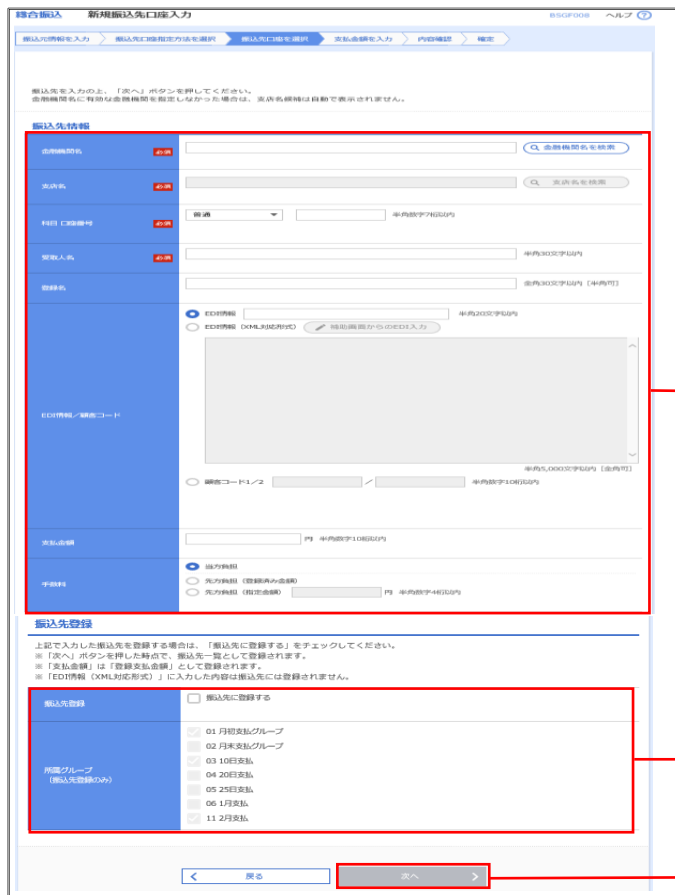 総合振込 新規振込先口座入力 BSGF008 ヘルプ ?
振込元情報を入力 振込先口座指定方法を選択 振込先口座を選択 支払金額を入力 内容確認 確定
振込先を入力の上、「次へ」ボタンを押してください。
金融機関名に有効な金融機関を指定しなかった場合は、支店名候補は自動で表示されません。
振込先情報
金融機関名 必須 金融機関名を検索
支店名 必須 支店名を検索
科目 口座番号 必須 普通 半角数字7桁以内
受取人名 必須 半角30文字以内
登録名 全角30文字以内 [半角可]
EDI情報/顧客コード
EDI情報 半角20文字以内
EDI情報 (XML対応形式) 補助画面からのEDI入力
半角5,000文字以内 [全角可]
顧客コード1/2 / 半角数字10桁以内
支払金額 円 半角数字10桁以内
手数料
当方負担
先方負担 (登録済み金額)
先方負担 (指定金額) 円 半角数字4桁以内
振込先登録
上記で入力した振込先を登録する場合は、「振込先に登録する」をチェックしてください。
※「次へ」ボタンを押した時点で、振込先一覧として登録されます。
※「支払金額」は「登録支払金額」として登録されます。
※「EDI情報 (XML対応形式) 」に入力した内容は振込先には登録されません。
振込先登録 振込先に登録する
所属グループ
(振込先登録のみ)
01 月初支払グループ
02 月末支払グループ
03 10日支払
04 20日支払
05 25日支払
06 1月支払
11 2月支払
戻る 次へ